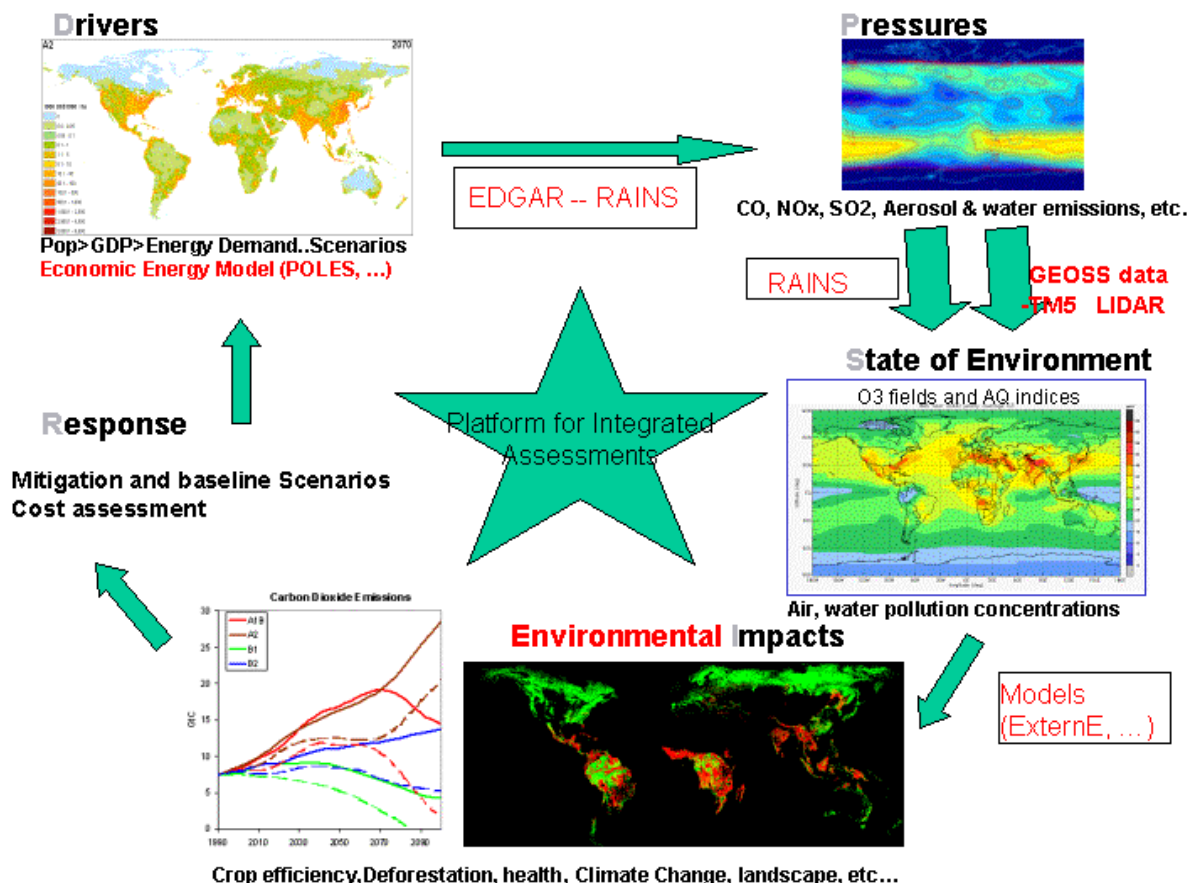 Drivers
A2 2070
Pop>GDP>Energy Demand..Scenarios
Economic Energy Model (POLES, ...)
EDGAR -- RAINS
Pressures
CO, NOx, SO2, Aerosol & water emissions, etc.
RAINS
GEOSS data
-TM5 LIDAR
State of Environment
O3 fields and AQ indices
Air, water pollution concentrations
Models
(ExternE, ...)
Environmental Impacts
Crop efficiency,Deforestation, health, Climate Change, landscape, etc...
Carbon Dioxide Emissions
30
25
20
15
10
5
0
GtC
A1B
A2
B1
B2
1990 2010 2030 2050 2070 2090
Response
Mitigation and baseline Scenarios
Cost assessment
Platform for Integrated
Assessments